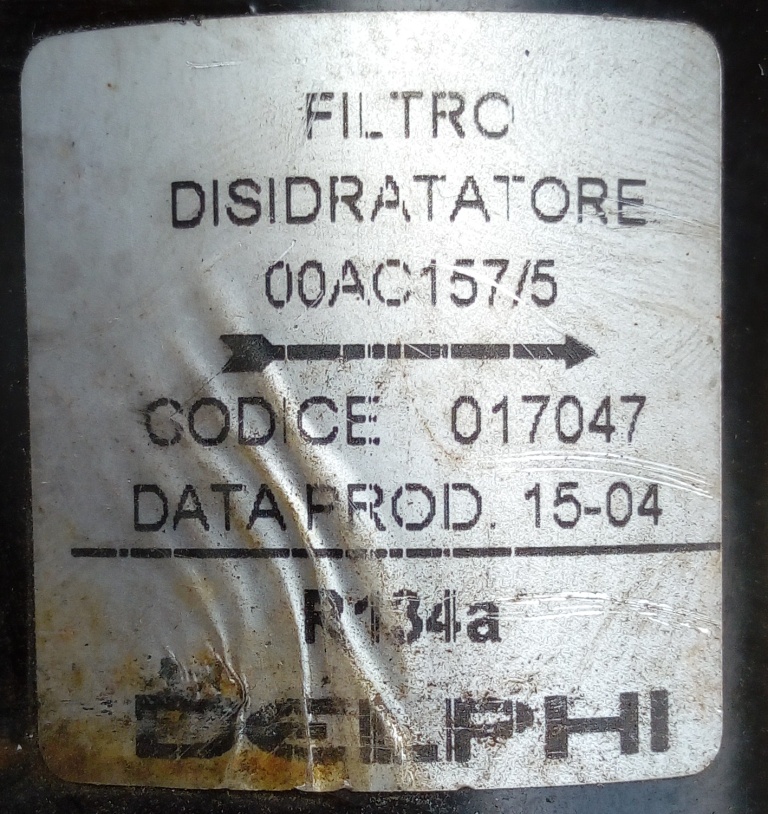 FILTRO
DISIDRATATORE
00AC157/5
CODICE 017047
DATA PROD. 15-04
R134a
DELPHI